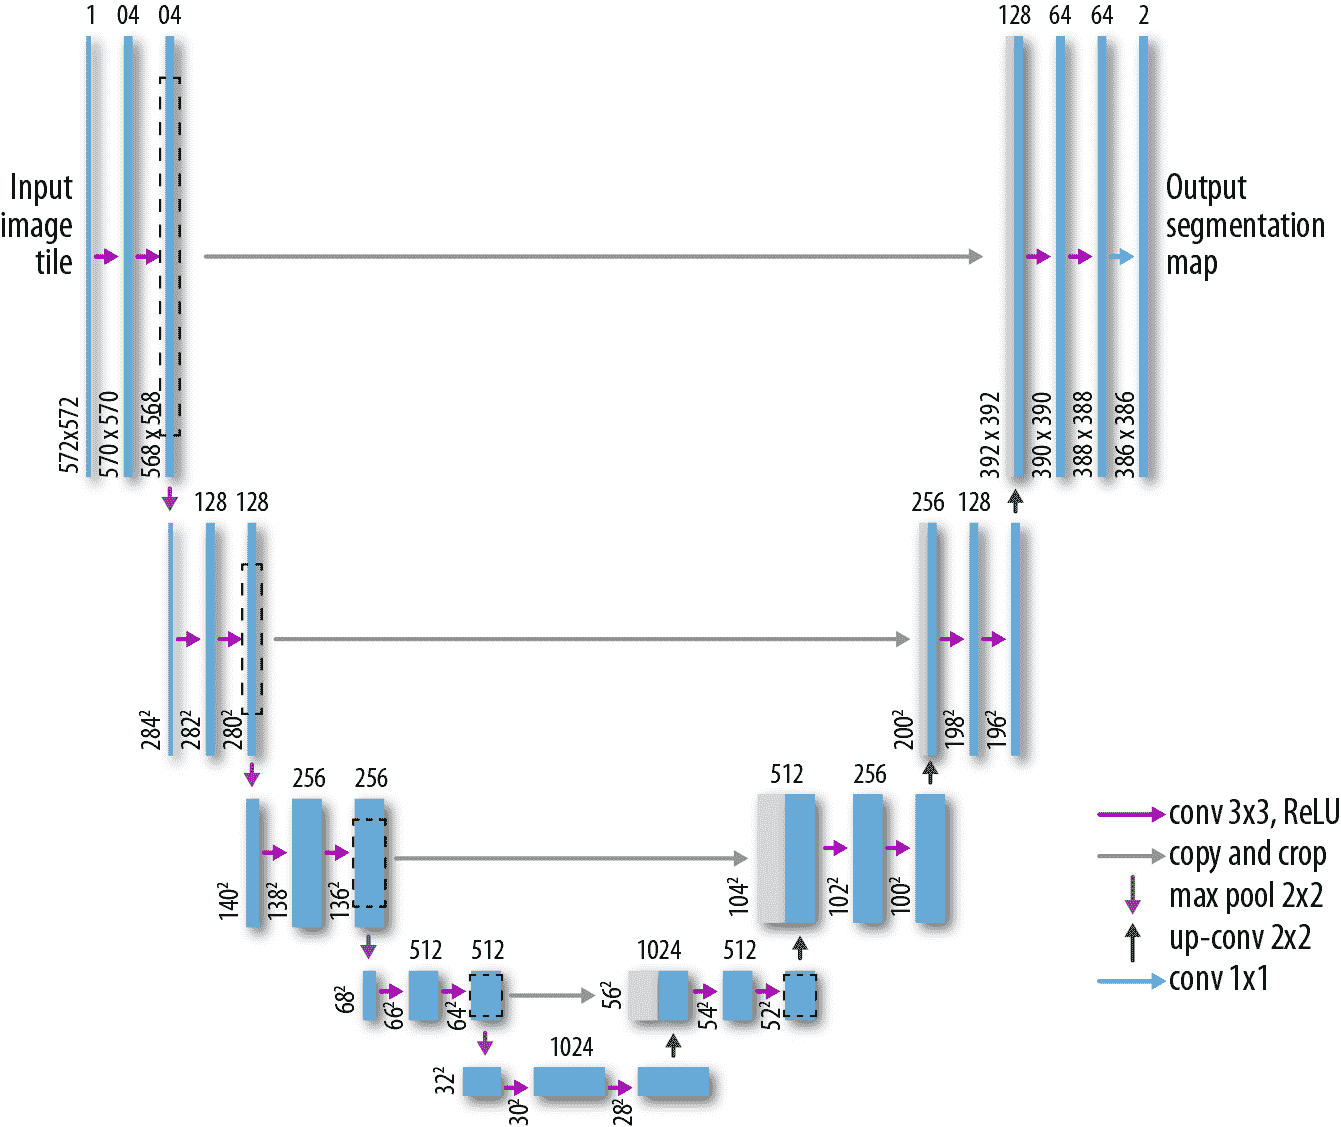 1 04 04
128 64 64 2
Input
image
tile
Output
segmentation
map
572x572
570 x 570
568 x 568
392 x 392
390 x 390
388 x 388
386 x 386
128 128
256 128
284²
282²
280²
200²
198²
196²
256 256
512 256
140²
138²
136²
104²
102²
100²
512 512
1024 512
68²
66²
64²
56²
54²
52²
1024
32²
30²
28²
conv 3x3, ReLU
copy and crop
max pool 2x2
up-conv 2x2
conv 1x1